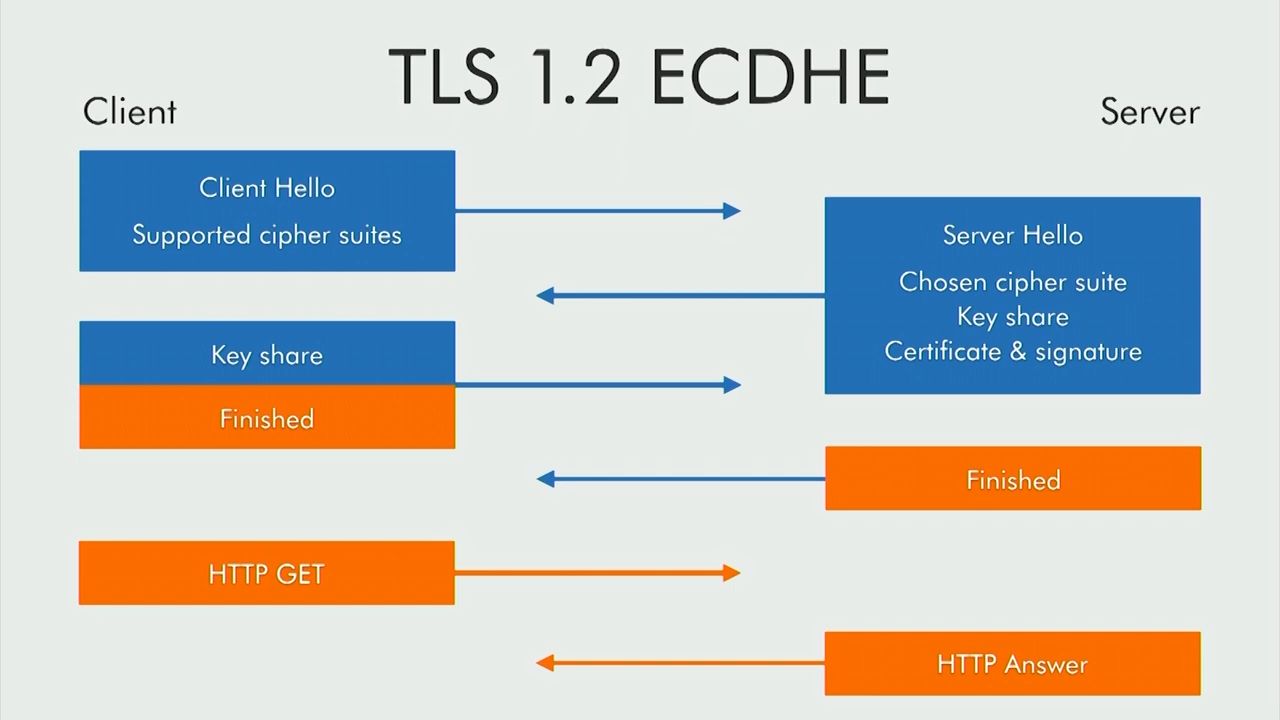 TLS 1.2 ECDHE
Client
Server
Client Hello
Supported cipher suites
Server Hello
Chosen cipher suite
Key share
Certificate & signature
Key share
Finished
Finished
HTTP GET
HTTP Answer